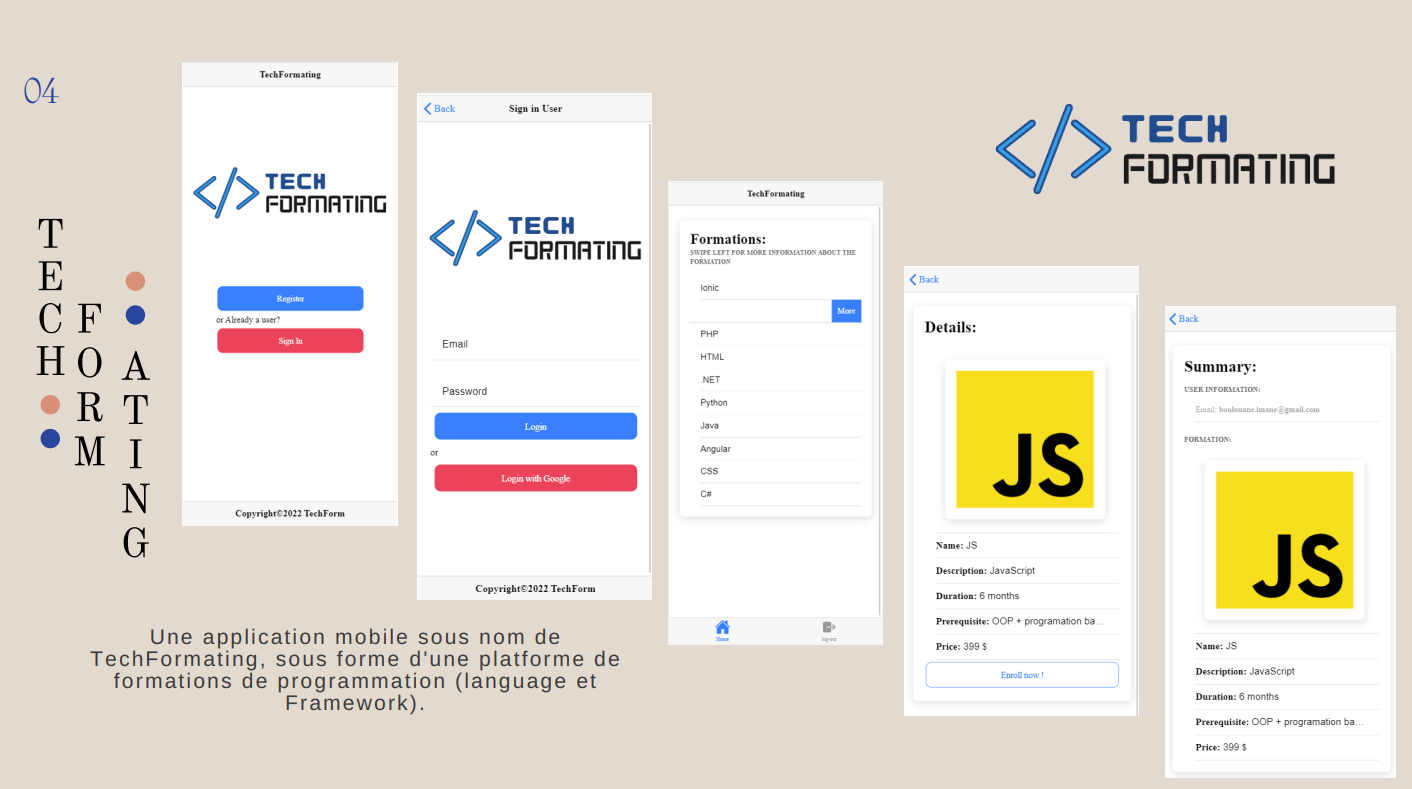 04
TECH
FORM
ATING
TechFormating
</>
TECH
FORMATING
Register
or Already a user?
Sign In
Copyright©2022 TechForm
Back
Sign in User
</>
TECH
FORMATING
Email
Password
Login
or
Login with Google
Copyright©2022 TechForm
TechFormating
Formations:
SWIPE LEFT FOR MORE INFORMATION ABOUT THE
FORMATION
Ionic
More
PHP
HTML
.NET
Python
Java
Angular
CSS
C#
Home
log-out
</>
TECH
FORMATING
Back
Details:
JS
Name: JS
Description: JavaScript
Duration: 6 months
Prerequisite: OOP + programation ba...
Price: 399 $
Enroll now !
Back
Summary:
USER INFORMATION:
Email: boulouane.imane@gmail.com
FORMATION:
JS
Name: JS
Description: JavaScript
Duration: 6 months
Prerequisite: OOP + programation ba...
Price: 399 $
Une application mobile sous nom de
TechFormating, sous forme d'une platforme de
formations de programmation (language et
Framework).